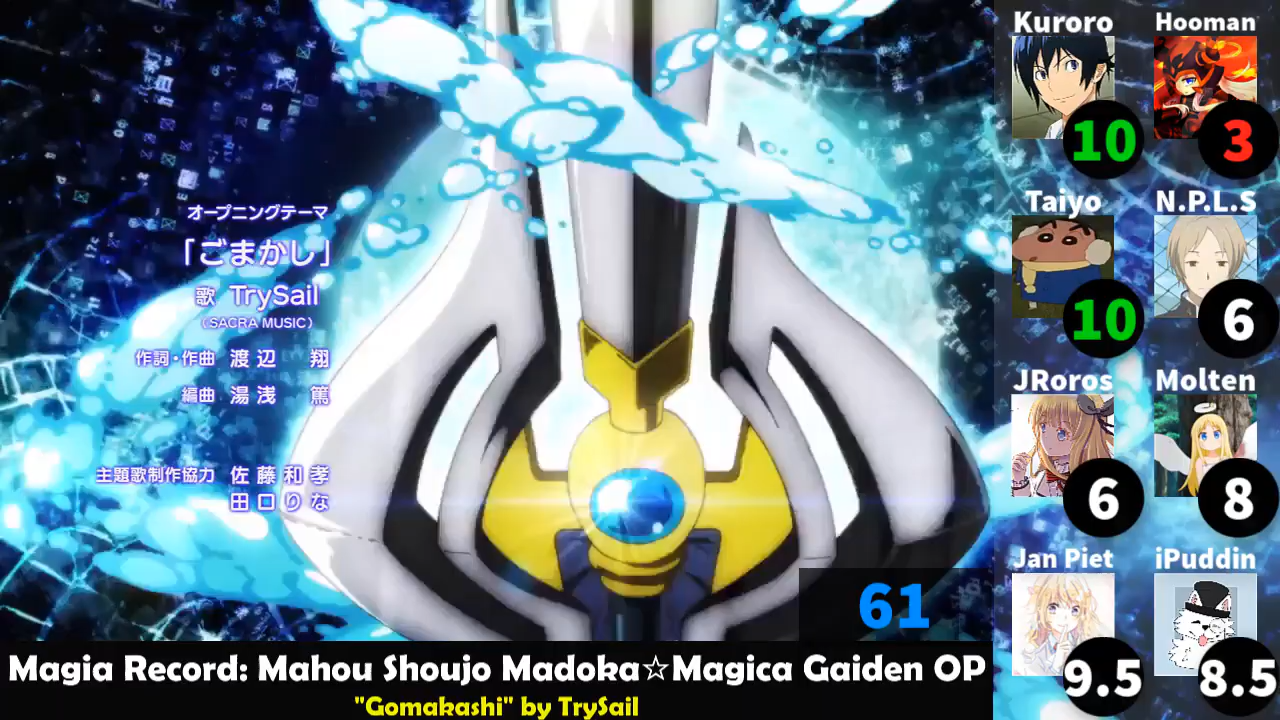 オープニングテーマ
「ごまかし」
歌 TrySail
(SACRA MUSIC)
作詞・作曲 渡辺 翔
編曲 湯浅 篤
主題歌制作協力 佐藤和孝
田口りな
61
Magia Record: Mahou Shoujo Madoka☆Magica Gaiden OP
"Gomakashi" by TrySail
Kuroro Hooman
10 3
Taiyo N.P.L.S
10 6
JRoros Molten
6 8
Jan Piet iPuddin
9.5 8.5